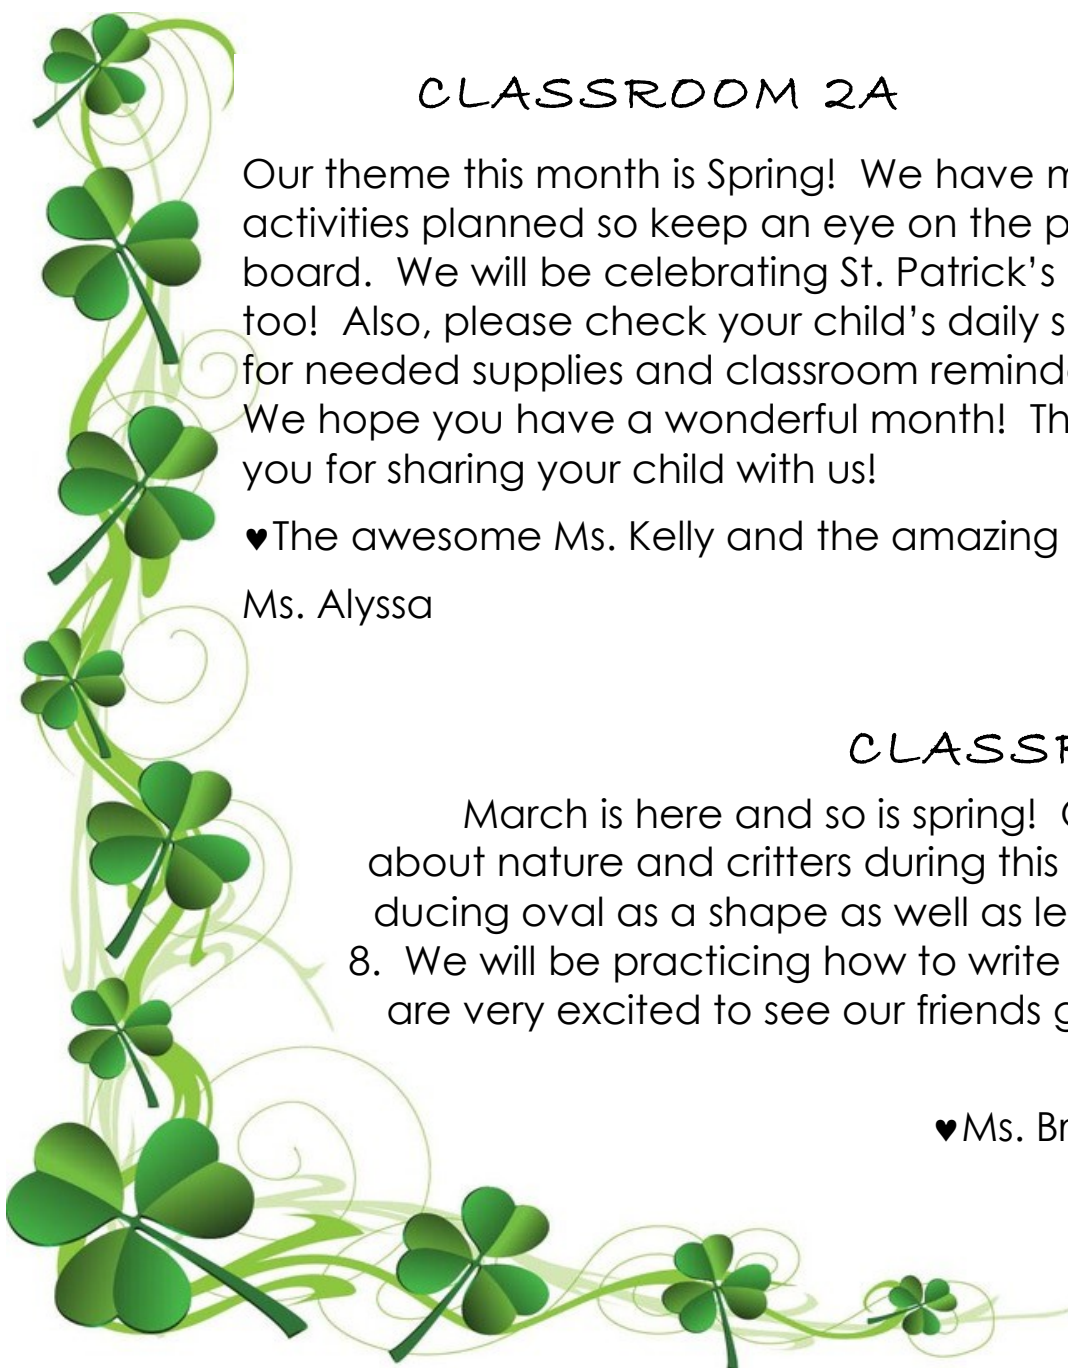 CLASSROOM 2A
Our theme this month is Spring! We have
activities planned so keep an eye on the
board. We will be celebrating St. Patrick's
too! Also, please check your child's daily
for needed supplies and classroom
We hope you have a wonderful month!
you for sharing your child with us!
♥The awesome Ms. Kelly and the amazing
Ms. Alyssa
March is here and so is spring!
about nature and critters during this
ducing oval as a shape as well as
8. We will be practicing how to write
are very excited to see our friends
♥Ms.